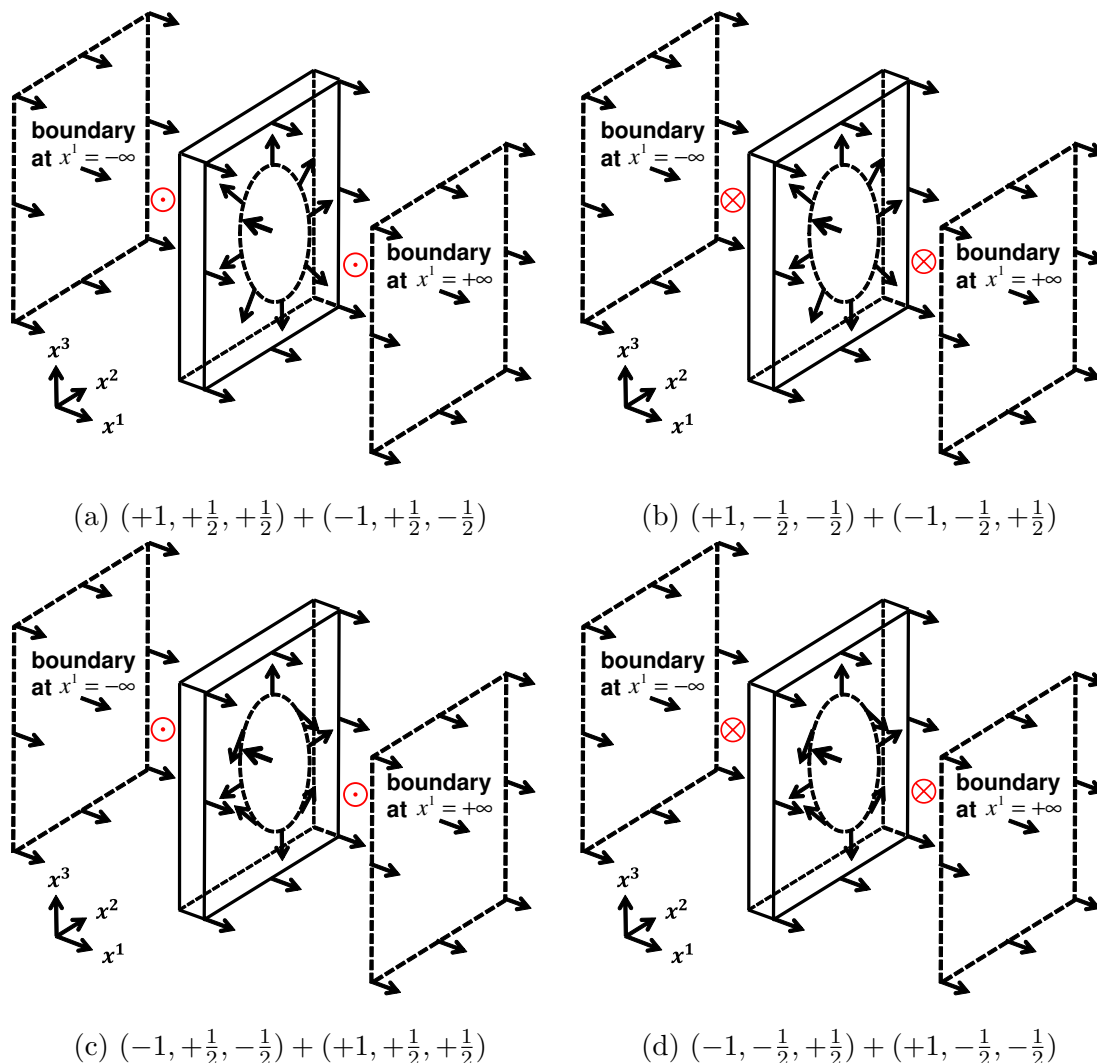 boundary
at x¹ = −∞
boundary
at x¹ = +∞
x³
x²
x¹
(a) (+1, +1/2, +1/2) + (−1, +1/2, −1/2)
boundary
at x¹ = −∞
boundary
at x¹ = +∞
x³
x²
x¹
(b) (+1, −1/2, −1/2) + (−1, −1/2, +1/2)
boundary
at x¹ = −∞
boundary
at x¹ = +∞
x³
x²
x¹
(c) (−1, +1/2, −1/2) + (+1, +1/2, +1/2)
boundary
at x¹ = −∞
boundary
at x¹ = +∞
x³
x²
x¹
(d) (−1, −1/2, +1/2) + (+1, −1/2, −1/2)